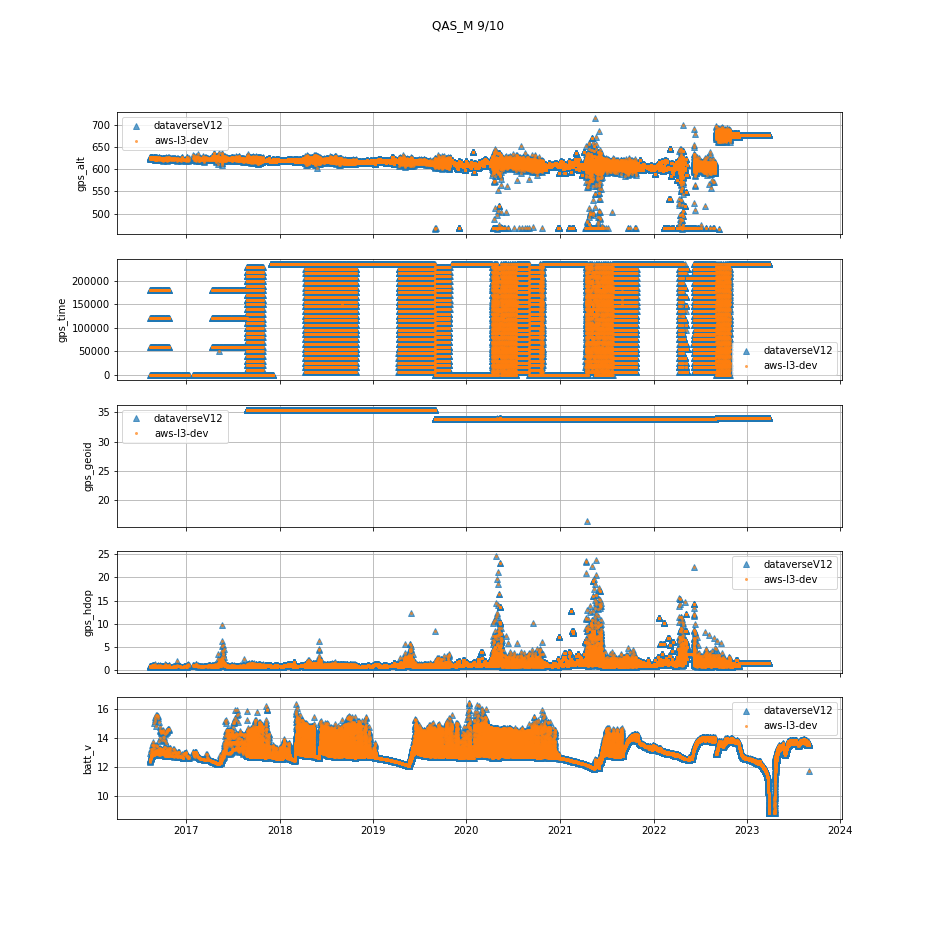 QAS_M 9/10
700
650
600
550
500
gps_alt
dataverseV12
aws-l3-dev
200000
150000
100000
50000
0
gps_time
dataverseV12
aws-l3-dev
35
30
25
20
gps_geoid
dataverseV12
aws-l3-dev
25
20
15
10
5
0
gps_hdop
dataverseV12
aws-l3-dev
16
14
12
10
batt_v
dataverseV12
aws-l3-dev
2017 2018 2019 2020 2021 2022 2023 2024